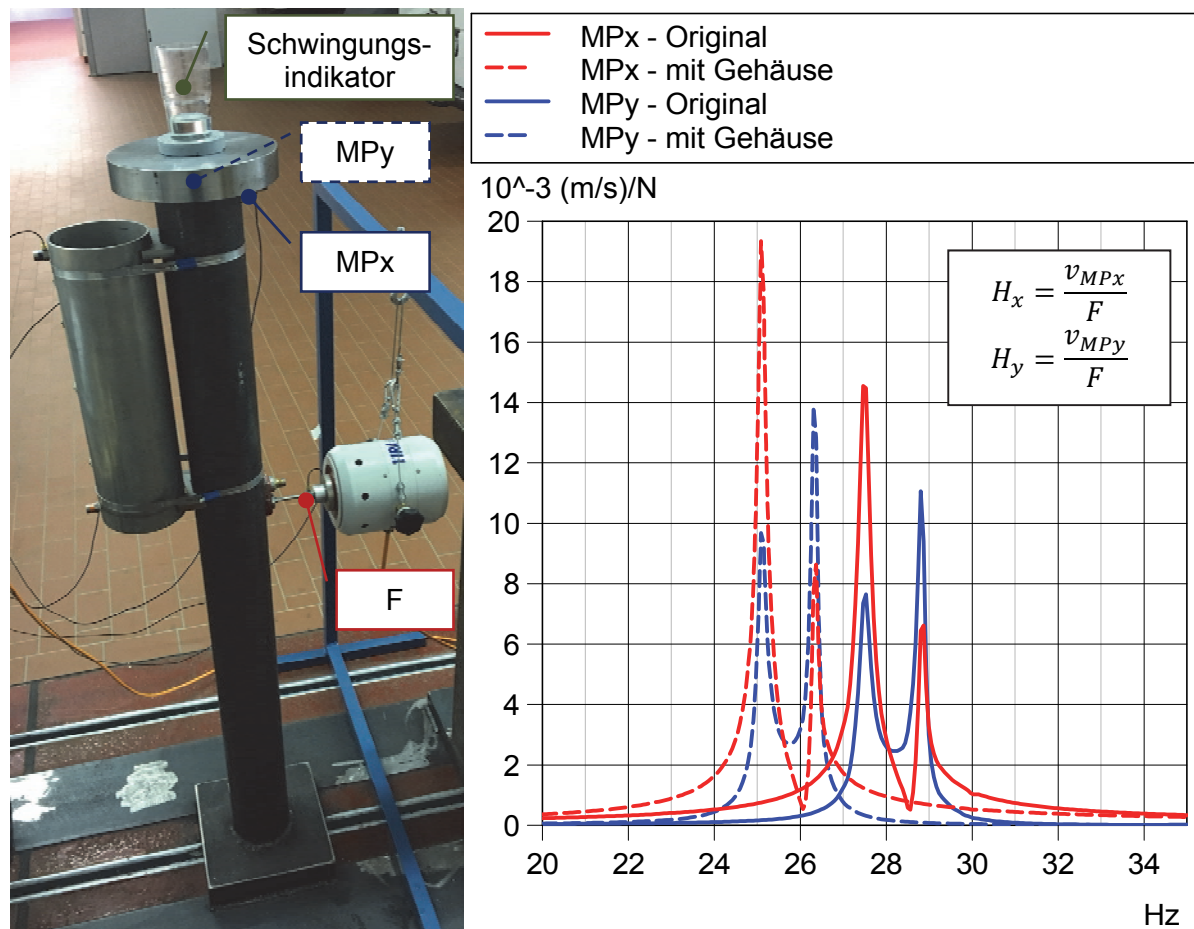 Schwingungs-
indikator
MPy
MPx
F
MPx - Original
MPx - mit Gehäuse
MPy - Original
MPy - mit Gehäuse
10^-3 (m/s)/N
20
18
16
14
12
10
8
6
4
2
0
H_x = v_MPx / F
H_y = v_MPy / F
20 22 24 26 28 30 32 34
Hz